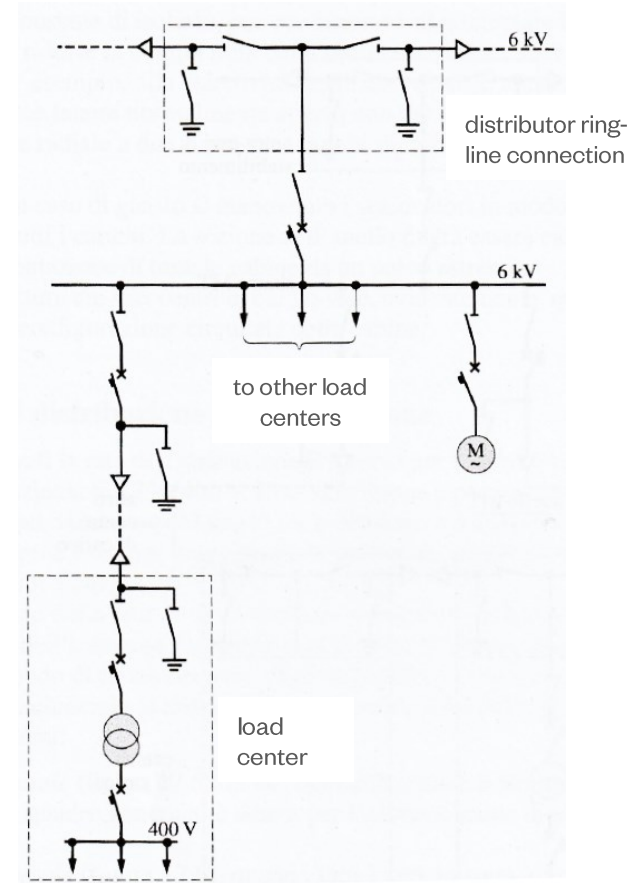 6 kV
distributor ring-
line connection
6 kV
to other load
centers
M
~
load
center
400 V